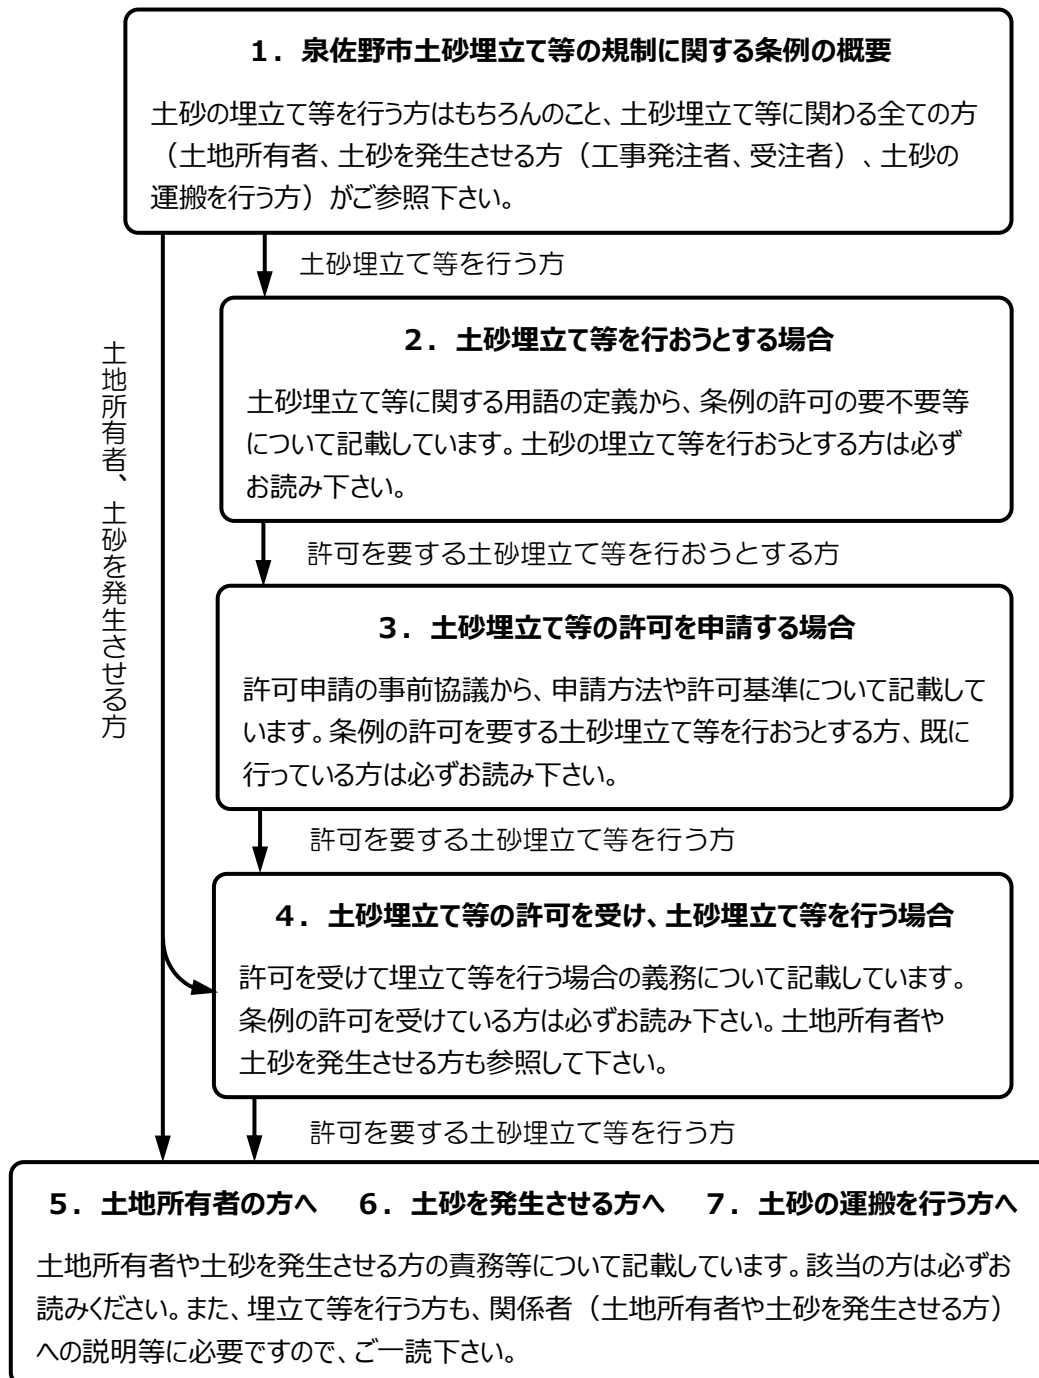 1．泉佐野市土砂埋立て等の規制に関する条例の概要
土砂の埋立て等を行う方はもちろんのこと、土砂埋立て等に関わる全ての方
（土地所有者、土砂を発生させる方（工事発注者、受注者）、土砂の
運搬を行う方）がご参照下さい。
土砂埋立て等を行う方
土地所有者、土砂を発生させる方
2．土砂埋立て等を行おうとする場合
土砂埋立て等に関する用語の定義から、条例の許可の要不要等
について記載しています。土砂の埋立て等を行おうとする方は必ず
お読み下さい。
許可を要する土砂埋立て等を行おうとする方
3．土砂埋立て等の許可を申請する場合
許可申請の事前協議から、申請方法や許可基準について記載して
います。条例の許可を要する土砂埋立て等を行おうとする方、既に
行っている方は必ずお読み下さい。
許可を要する土砂埋立て等を行う方
4．土砂埋立て等の許可を受け、土砂埋立て等を行う場合
許可を受けて埋立て等を行う場合の義務について記載しています。
条例の許可を受けている方は必ずお読み下さい。土地所有者や
土砂を発生させる方も参照して下さい。
許可を要する土砂埋立て等を行う方
5．土地所有者の方へ　6．土砂を発生させる方へ　7．土砂の運搬を行う方へ
土地所有者や土砂を発生させる方の責務等について記載しています。該当の方は必ずお
読みください。また、埋立て等を行う方も、関係者（土地所有者や土砂を発生させる方）
への説明等に必要ですので、ご一読下さい。